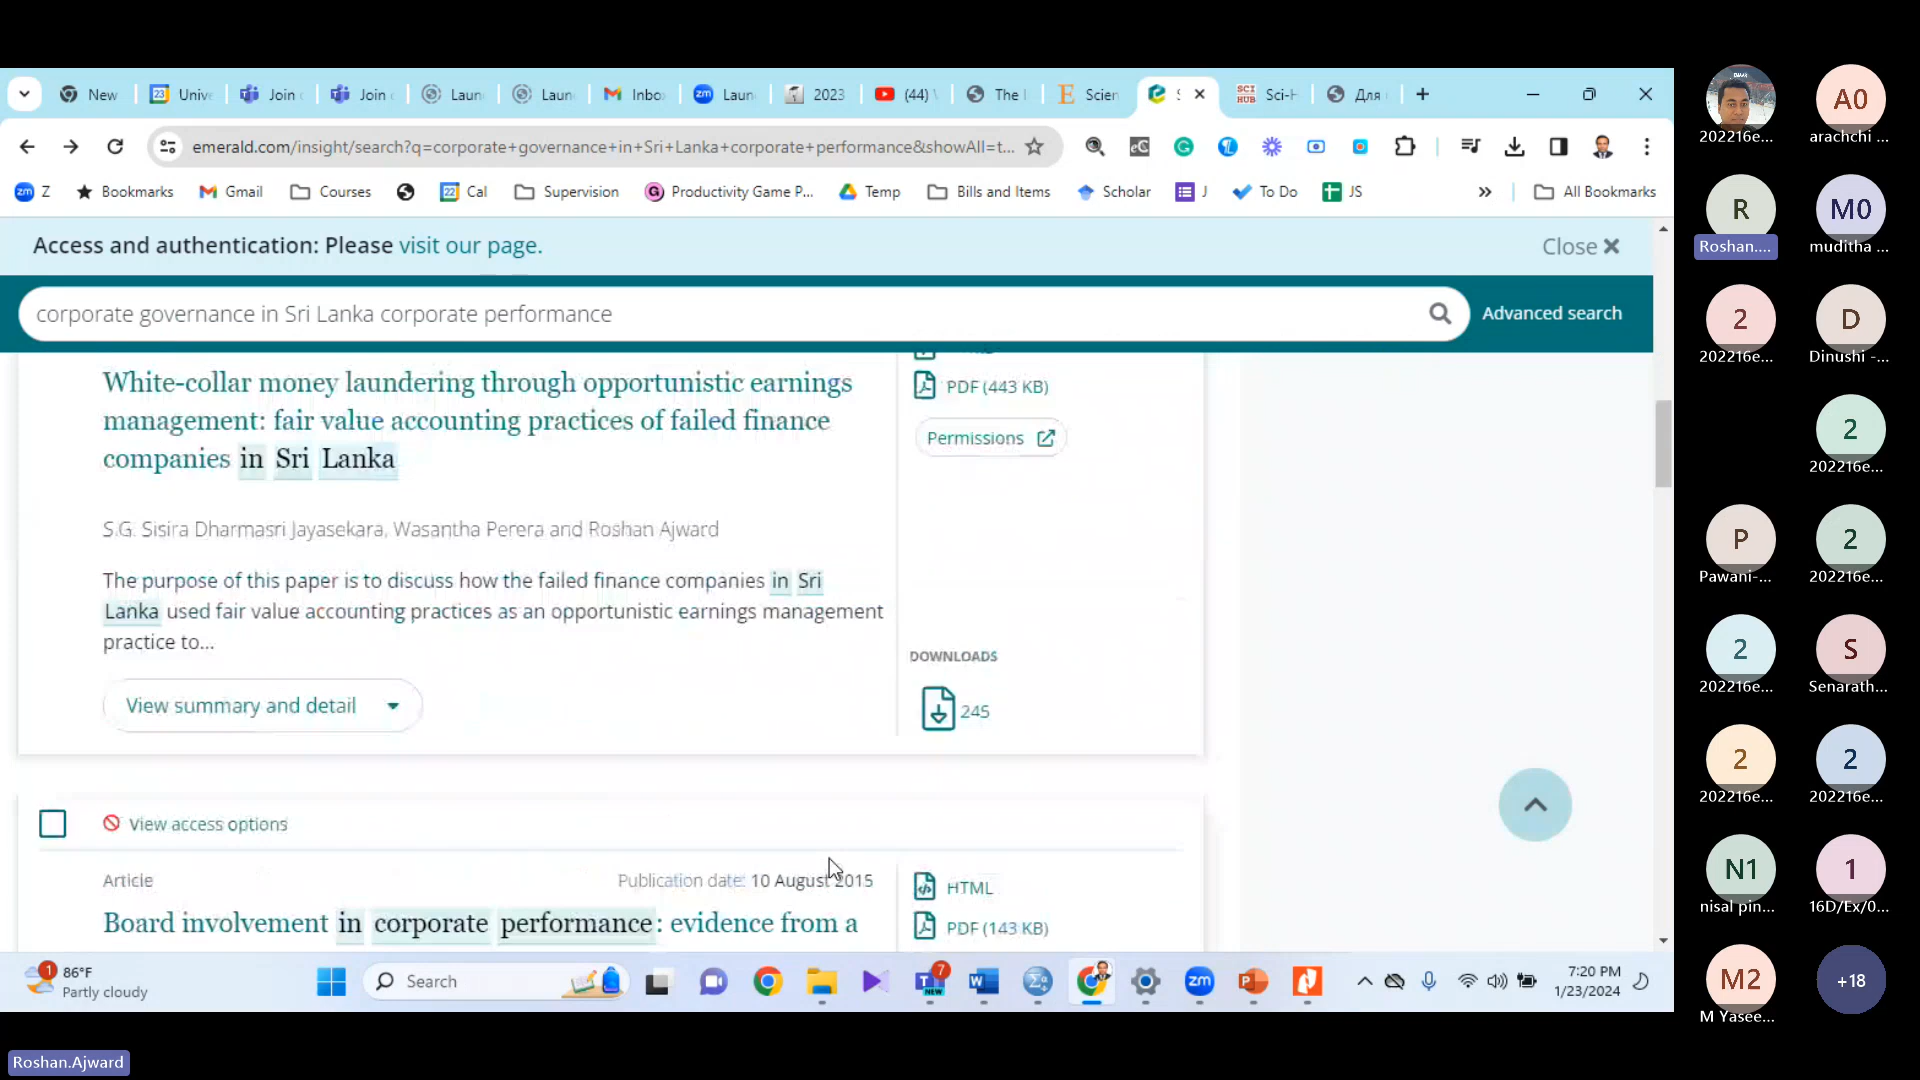 New
Unive
Join
Join
Laun
Laun
Inbo
Laun
2023
(44)
The
Scien
Sci-H
Для
emerald.com/insight/search?q=corporate+governance+in+Sri+Lanka+corporate+performance&showAll=t...
Z
Bookmarks
Gmail
Courses
Cal
Supervision
Productivity Game P...
Temp
Bills and Items
Scholar
J
To Do
JS
All Bookmarks
Access and authentication: Please visit our page.
Close
corporate governance in Sri Lanka corporate performance
Advanced search
White-collar money laundering through opportunistic earnings
management: fair value accounting practices of failed finance
companies in Sri Lanka
PDF (443 KB)
Permissions
S.G. Sisira Dharmasri Jayasekara, Wasantha Perera and Roshan Ajward
The purpose of this paper is to discuss how the failed finance companies in Sri
Lanka used fair value accounting practices as an opportunistic earnings management
practice to...
View summary and detail
DOWNLOADS
245
View access options
Article
Publication date: 10 August 2015
HTML
Board involvement in corporate performance: evidence from a
PDF (143 KB)
1
86°F
Partly cloudy
Search
7
NEW
zm
7:20 PM
1/23/2024
202216e...
A0
arachchi ...
R
Roshan....
M0
muditha ...
2
202216e...
D
Dinushi -...
2
202216e...
P
Pawani-...
2
202216e...
2
202216e...
S
Senarath...
2
202216e...
2
202216e...
N1
nisal pin...
1
16D/Ex/0...
M2
M Yasee...
+18
Roshan.Ajward